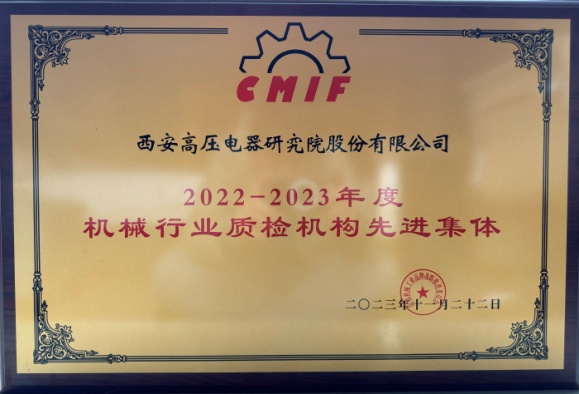 CMIF
西安高压电器研究院股份有限公司
2022-2023年度
机械行业质检机构先进集体
二〇二三年十一月二十二日